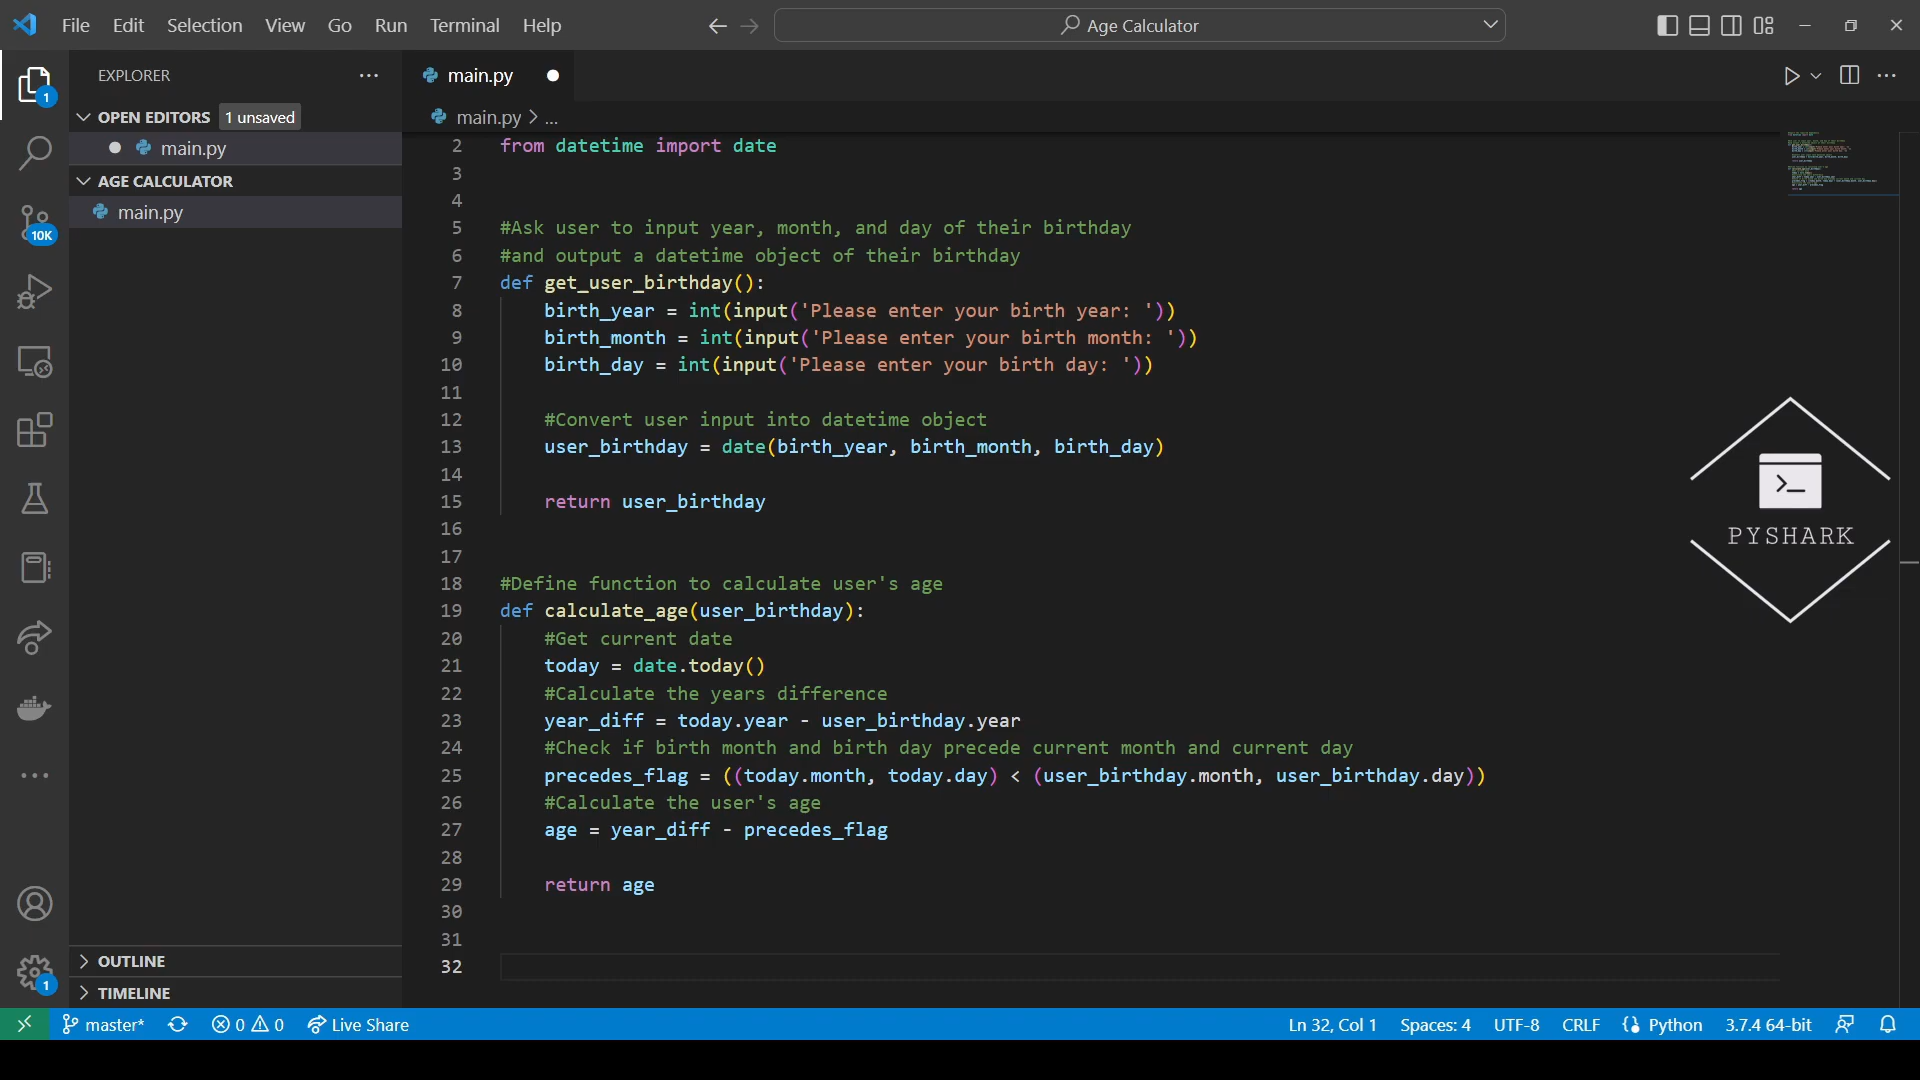 File Edit Selection View Go Run Terminal Help
Age Calculator
EXPLORER
1
OPEN EDITORS 1 unsaved
main.py
AGE CALCULATOR
main.py
10K
OUTLINE
1
TIMELINE
main.py
main.py > ...
2 from datetime import date
3
4
5 #Ask user to input year, month, and day of their birthday
6 #and output a datetime object of their birthday
7 def get_user_birthday():
8 birth_year = int(input('Please enter your birth year: '))
9 birth_month = int(input('Please enter your birth month: '))
10 birth_day = int(input('Please enter your birth day: '))
11
12 #Convert user input into datetime object
13 user_birthday = date(birth_year, birth_month, birth_day)
14
15 return user_birthday
16
17
18 #Define function to calculate user's age
19 def calculate_age(user_birthday):
20 #Get current date
21 today = date.today()
22 #Calculate the years difference
23 year_diff = today.year - user_birthday.year
24 #Check if birth month and birth day precede current month and current day
25 precedes_flag = ((today.month, today.day) < (user_birthday.month, user_birthday.day))
26 #Calculate the user's age
27 age = year_diff - precedes_flag
28
29 return age
30
31
32
>_
PYSHARK
master* 0 0 Live Share
Ln 32, Col 1 Spaces: 4 UTF-8 CRLF Python 3.7.4 64-bit